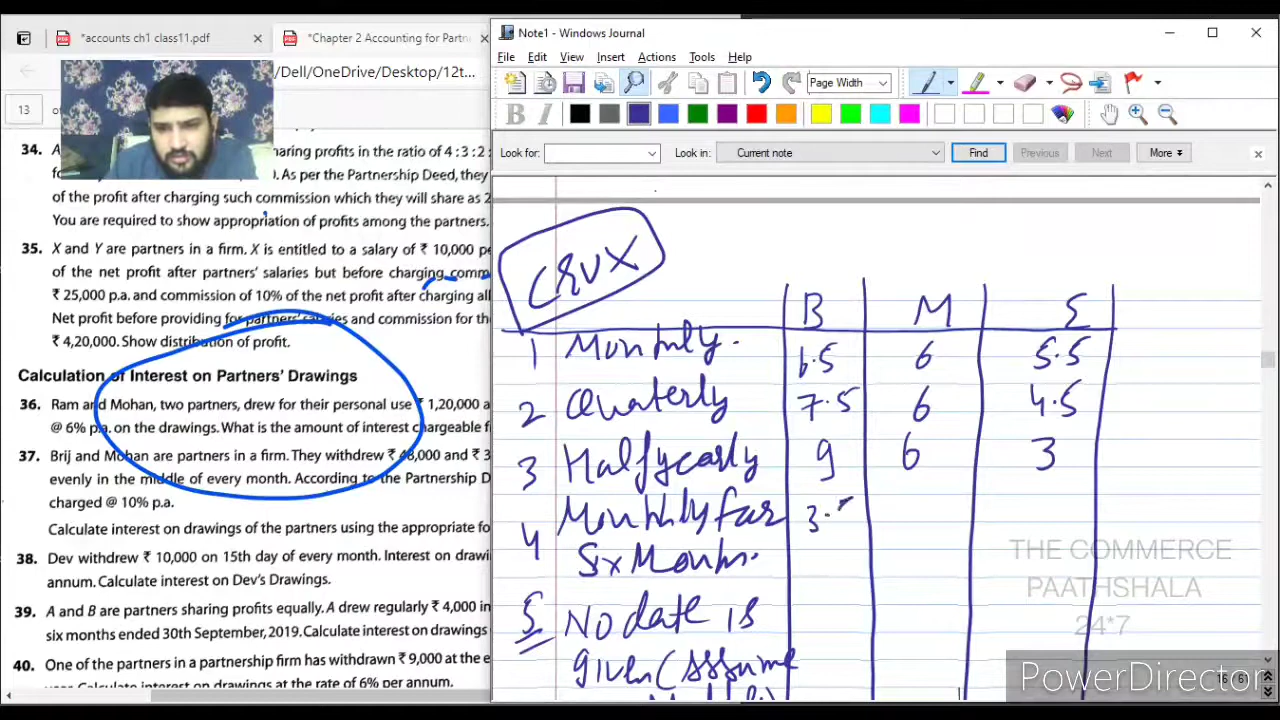 *accounts ch1 class11.pdf
*Chapter 2 Accounting for Partn
/Dell/OneDrive/Desktop/12t...
13
34. A
haring profits in the ratio of 4 : 3 : 2 :
. As per the Partnership Deed, they
of the profit after charging such commission which they will share as 2
You are required to show appropriation of profits among the partners.
35. X and Y are partners in a firm. X is entitled to a salary of ₹ 10,000 pe
of the net profit after partners' salaries but before charging comm
₹ 25,000 p.a. and commission of 10% of the net profit after charging all
Net profit before providing for partners' salaries and commission for the
₹ 4,20,000. Show distribution of profit.
Calculation of Interest on Partners' Drawings
36. Ram and Mohan, two partners, drew for their personal use ₹ 1,20,000 a
@ 6% p.a. on the drawings. What is the amount of interest chargeable f
37. Brij and Mohan are partners in a firm. They withdrew ₹ 48,000 and ₹ 3
evenly in the middle of every month. According to the Partnership D
charged @ 10% p.a.
Calculate interest on drawings of the partners using the appropriate fo
38. Dev withdrew ₹ 10,000 on 15th day of every month. Interest on drawi
annum. Calculate interest on Dev's Drawings.
39. A and B are partners sharing profits equally. A drew regularly ₹ 4,000 in
six months ended 30th September, 2019. Calculate interest on drawings
40. One of the partners in a partnership firm has withdrawn ₹ 9,000 at the e
year. Calculate interest on drawings at the rate of 6% per annum.
Note1 - Windows Journal
File Edit View Insert Actions Tools Help
Page Width
B I
Look for:
Look in: Current note Find Previous Next More
Crux
B M E
1 Monthly. 6.5 6 5.5
2 Quaterly 7.5 6 4.5
3 Halfyearly 9 6 3
4 Monthly for 3.
Six Months.
5 No date is
given (Assume
THE COMMERCE
PAATHSHALA
24*7
PowerDirector